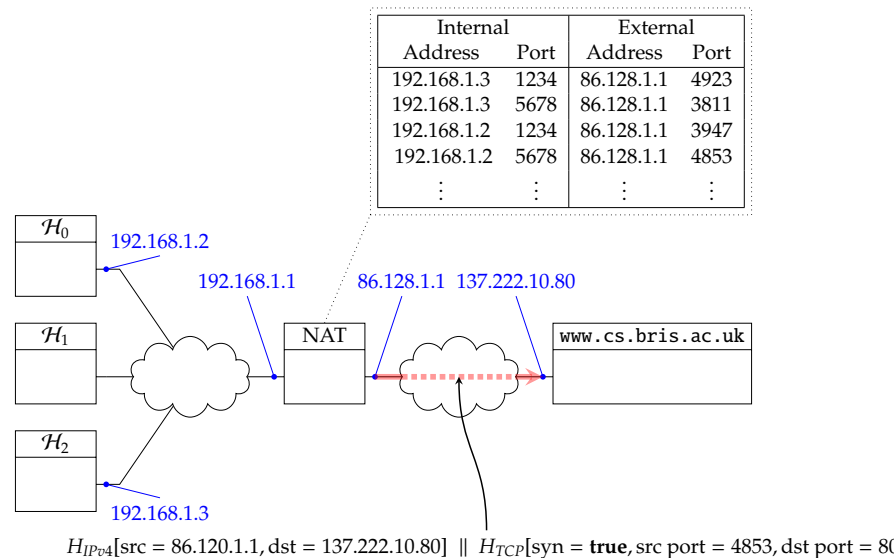 Internal External
Address Port Address Port
192.168.1.3 1234 86.128.1.1 4923
192.168.1.3 5678 86.128.1.1 3811
192.168.1.2 1234 86.128.1.1 3947
192.168.1.2 5678 86.128.1.1 4853
⋮ ⋮ ⋮ ⋮
H₀
192.168.1.2
192.168.1.1 86.128.1.1 137.222.10.80
H₁ NAT www.cs.bris.ac.uk
H₂
192.168.1.3
H_IPv4[src = 86.120.1.1, dst = 137.222.10.80] || H_TCP[syn = true, src port = 4853, dst port = 80